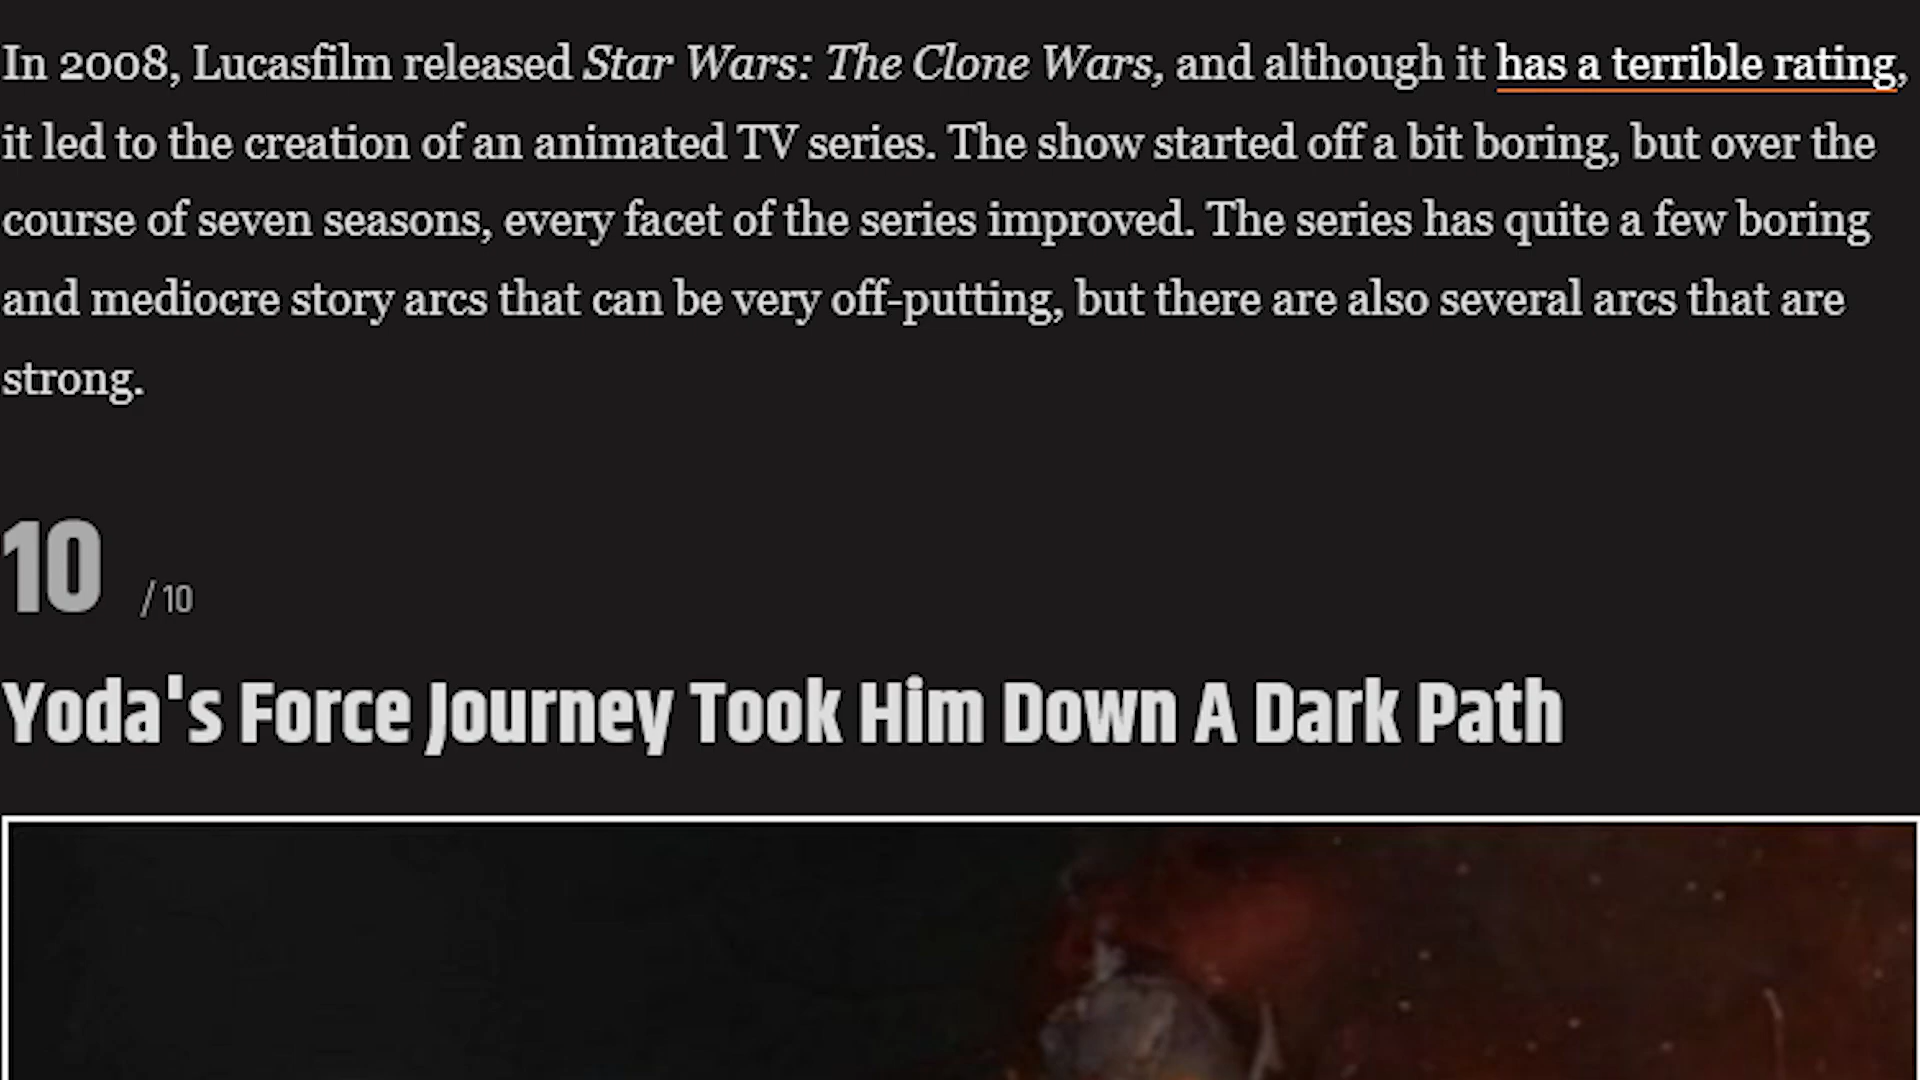 In 2008, Lucasfilm released Star Wars: The Clone Wars, and although it has a terrible rating,
it led to the creation of an animated TV series. The show started off a bit boring, but over the
course of seven seasons, every facet of the series improved. The series has quite a few boring
and mediocre story arcs that can be very off-putting, but there are also several arcs that are
strong.
10 / 10
Yoda's Force Journey Took Him Down A Dark Path